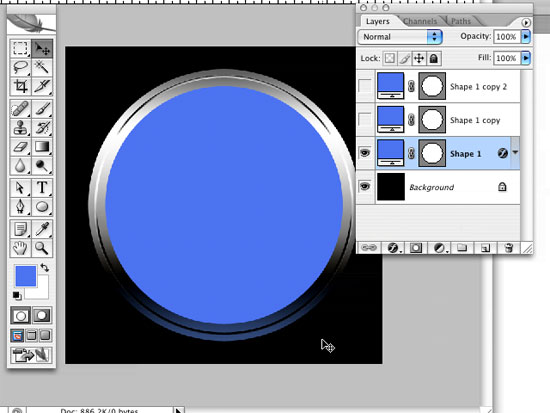 Layers Channels Paths
Normal Opacity: 100%
Lock: Fill: 100%
Shape 1 copy 2
Shape 1 copy
Shape 1
Background
T
Doc: 886.2K/0 bytes